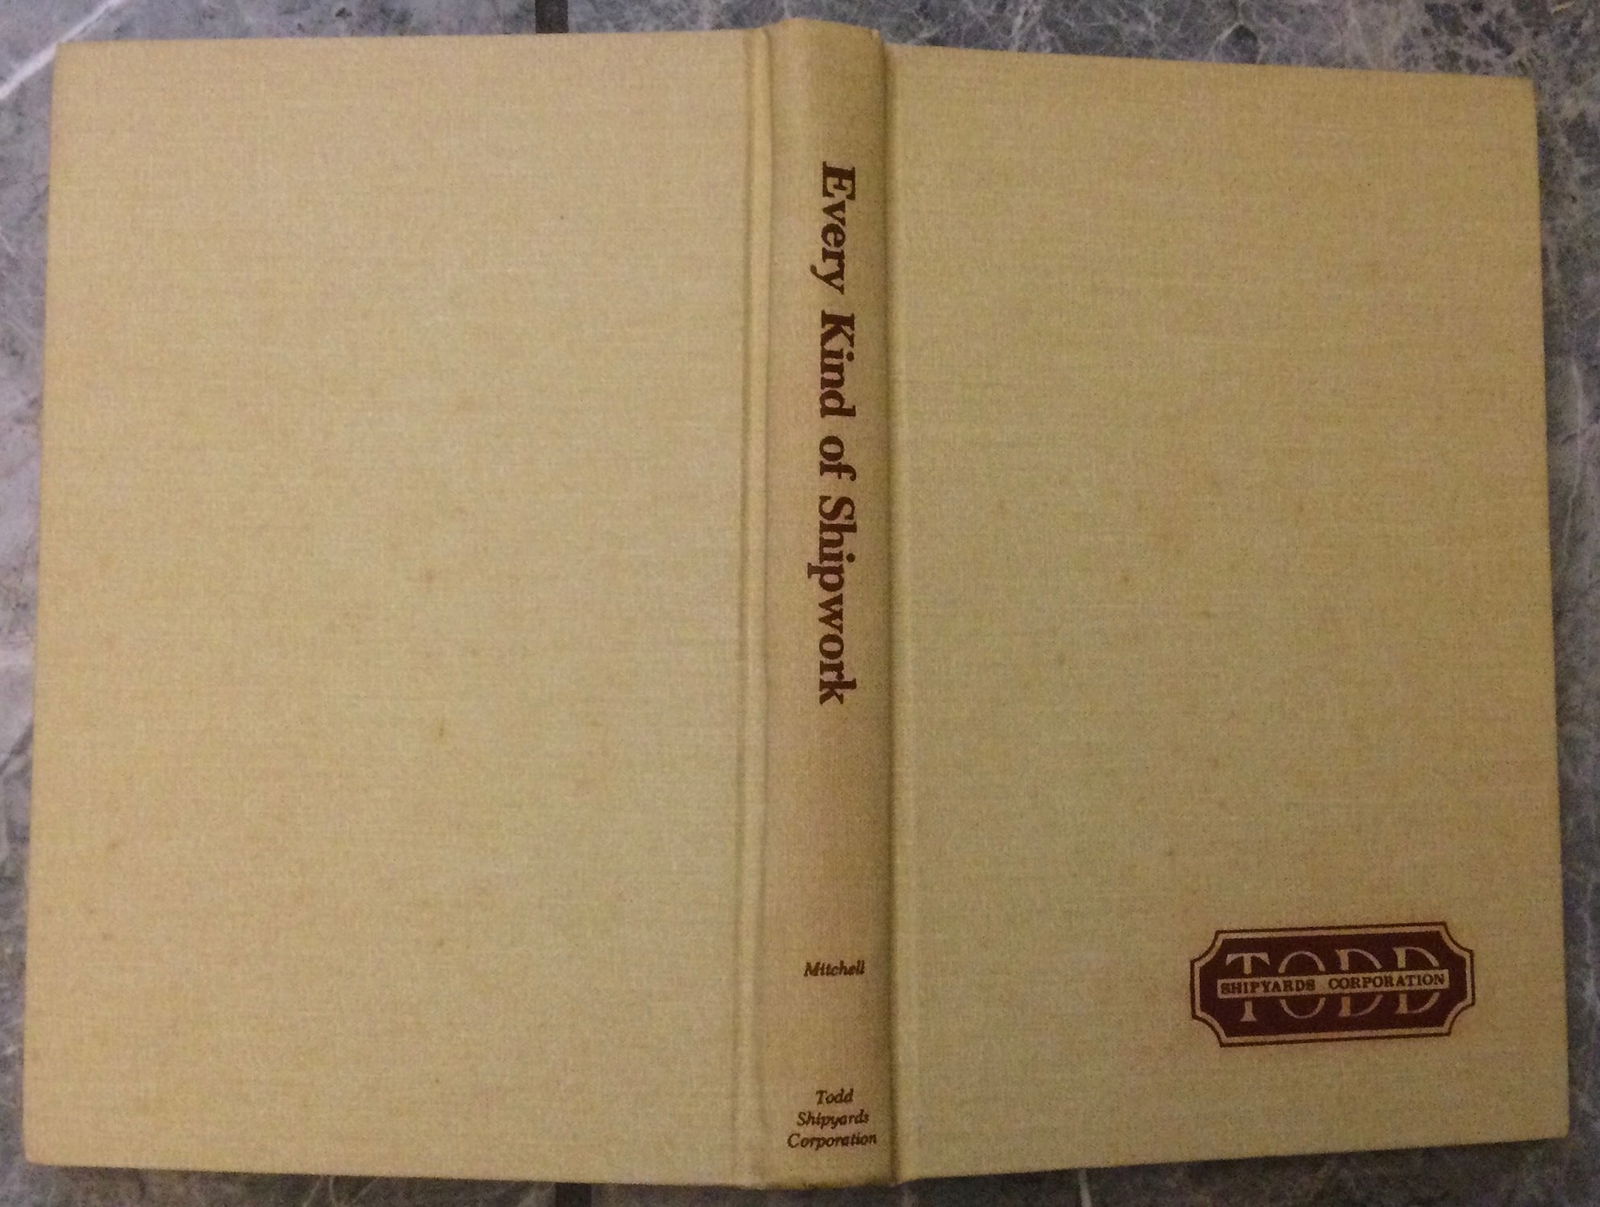 Every Kind of Shipwork
Mitchell
Todd
Shipyards
Corporation
TODD
SHIPYARDS CORPORATION